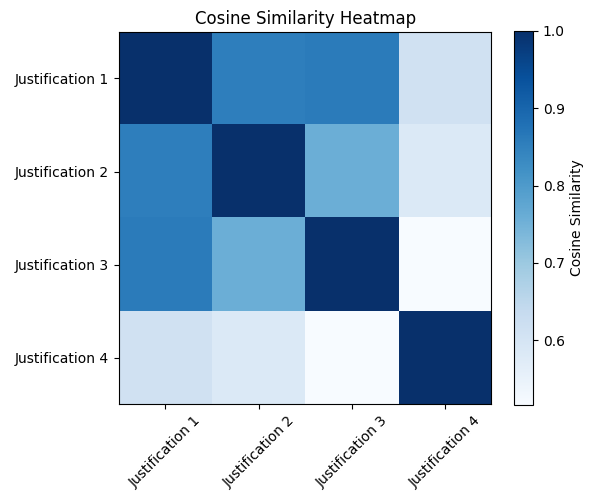 Cosine Similarity Heatmap
Justification 1
Justification 2
Justification 3
Justification 4
Justification 1
Justification 2
Justification 3
Justification 4
1.0
0.9
0.8
0.7
0.6
Cosine Similarity